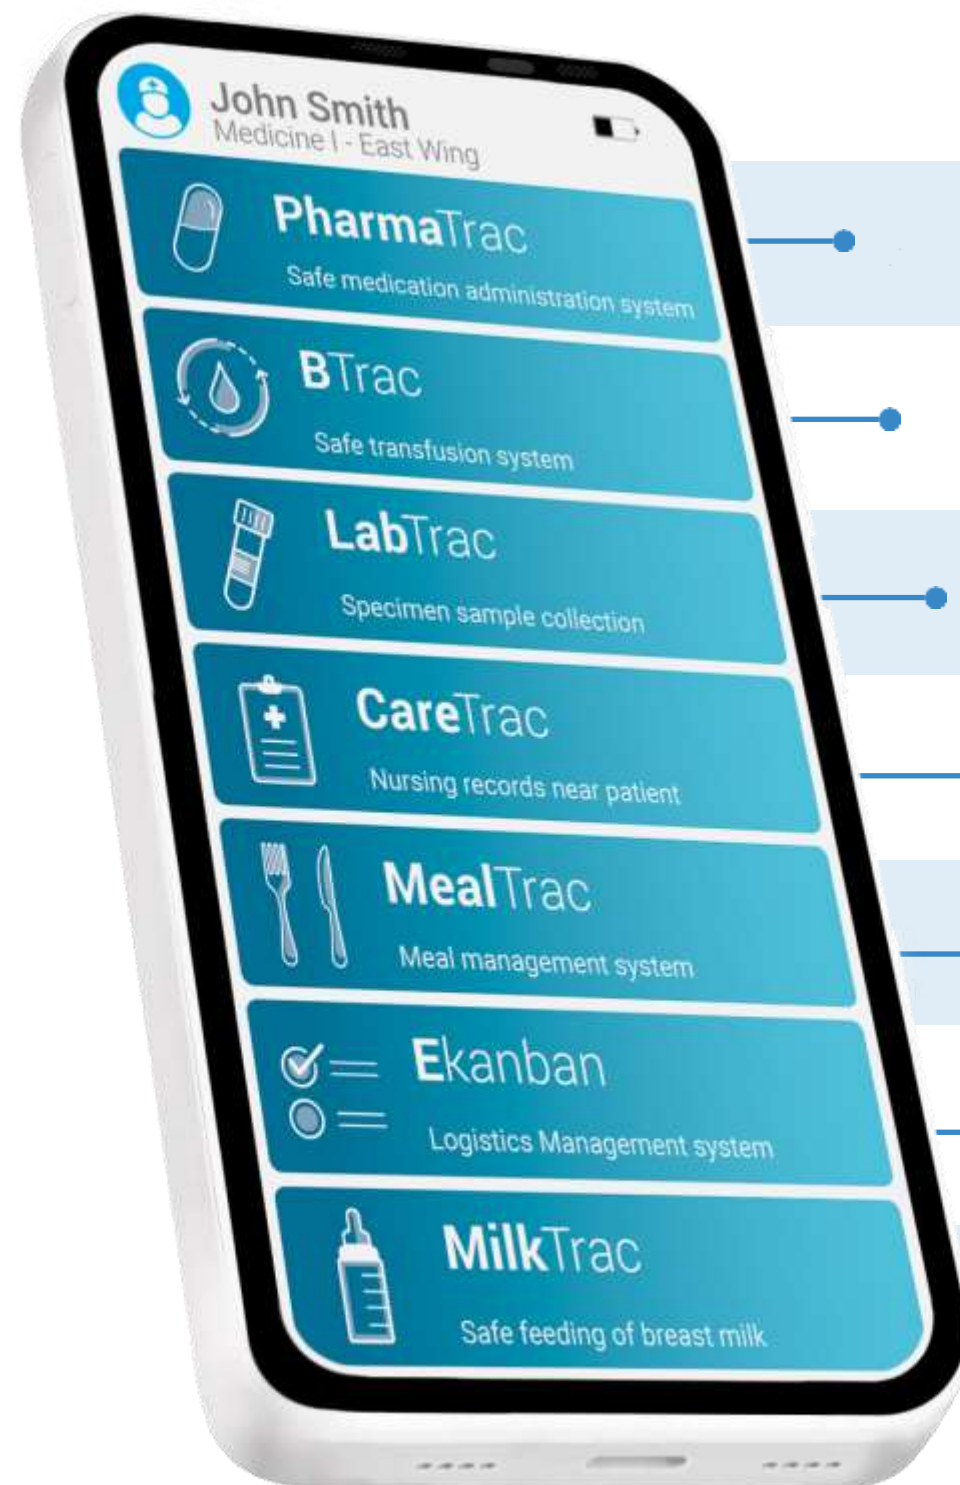 John Smith
Medicine I - East Wing
PharmaTrac
Safe medication administration system
BTrac
Safe transfusion system
LabTrac
Specimen sample collection
CareTrac
Nursing records near patient
MealTrac
Meal management system
Ekanban
Logistics Management system
MilkTrac
Safe feeding of breast milk